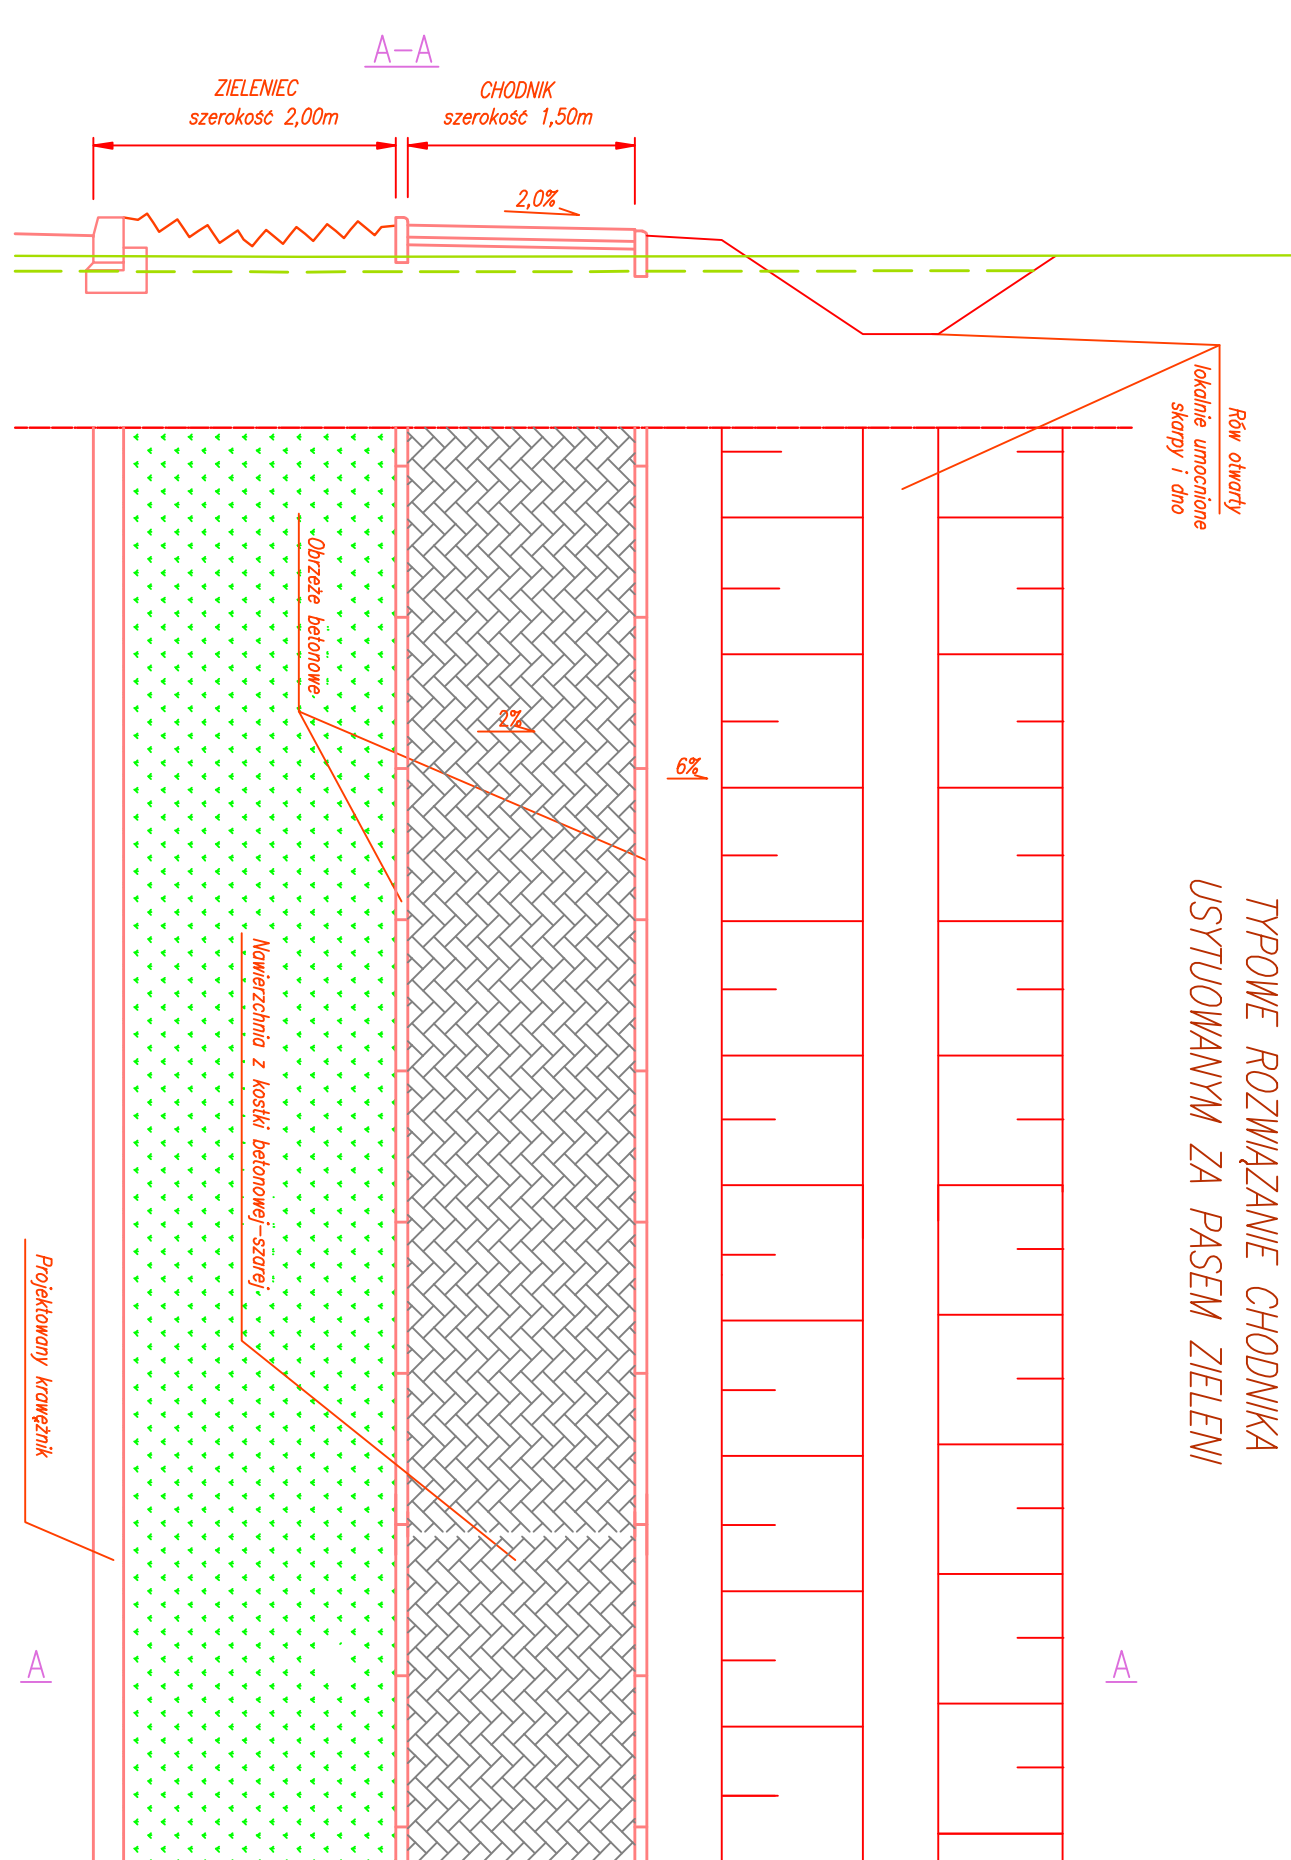 A-A
ZIELENIEC
szerokość 2,00m
CHODNIK
szerokość 1,50m
2,0%
Rów otwarty
lokalnie umocnione
skarpy i dno
Obrzeże betonowe
2%
6%
TYPOWE ROZWIĄZANIE CHODNIKA
USYTUOWANYM ZA PASEM ZIELENI
Nawierzchnia z kostki betonowej-szarej
Projektowany krawężnik
A
A